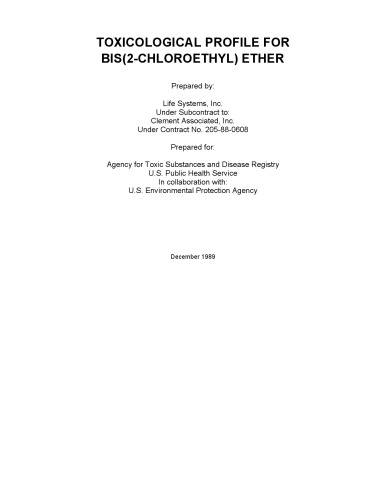 TOXICOLOGICAL PROFILE FOR
BIS(2-CHLOROETHYL) ETHER
Prepared by:
Life Systems, Inc.
Under Subcontract to:
Clement Associated, Inc.
Under Contract No. 205-88-0608
Prepared for:
Agency for Toxic Substances and Disease Registry
U.S. Public Health Service
In collaboration with:
U.S. Environmental Protection Agency
December 1989